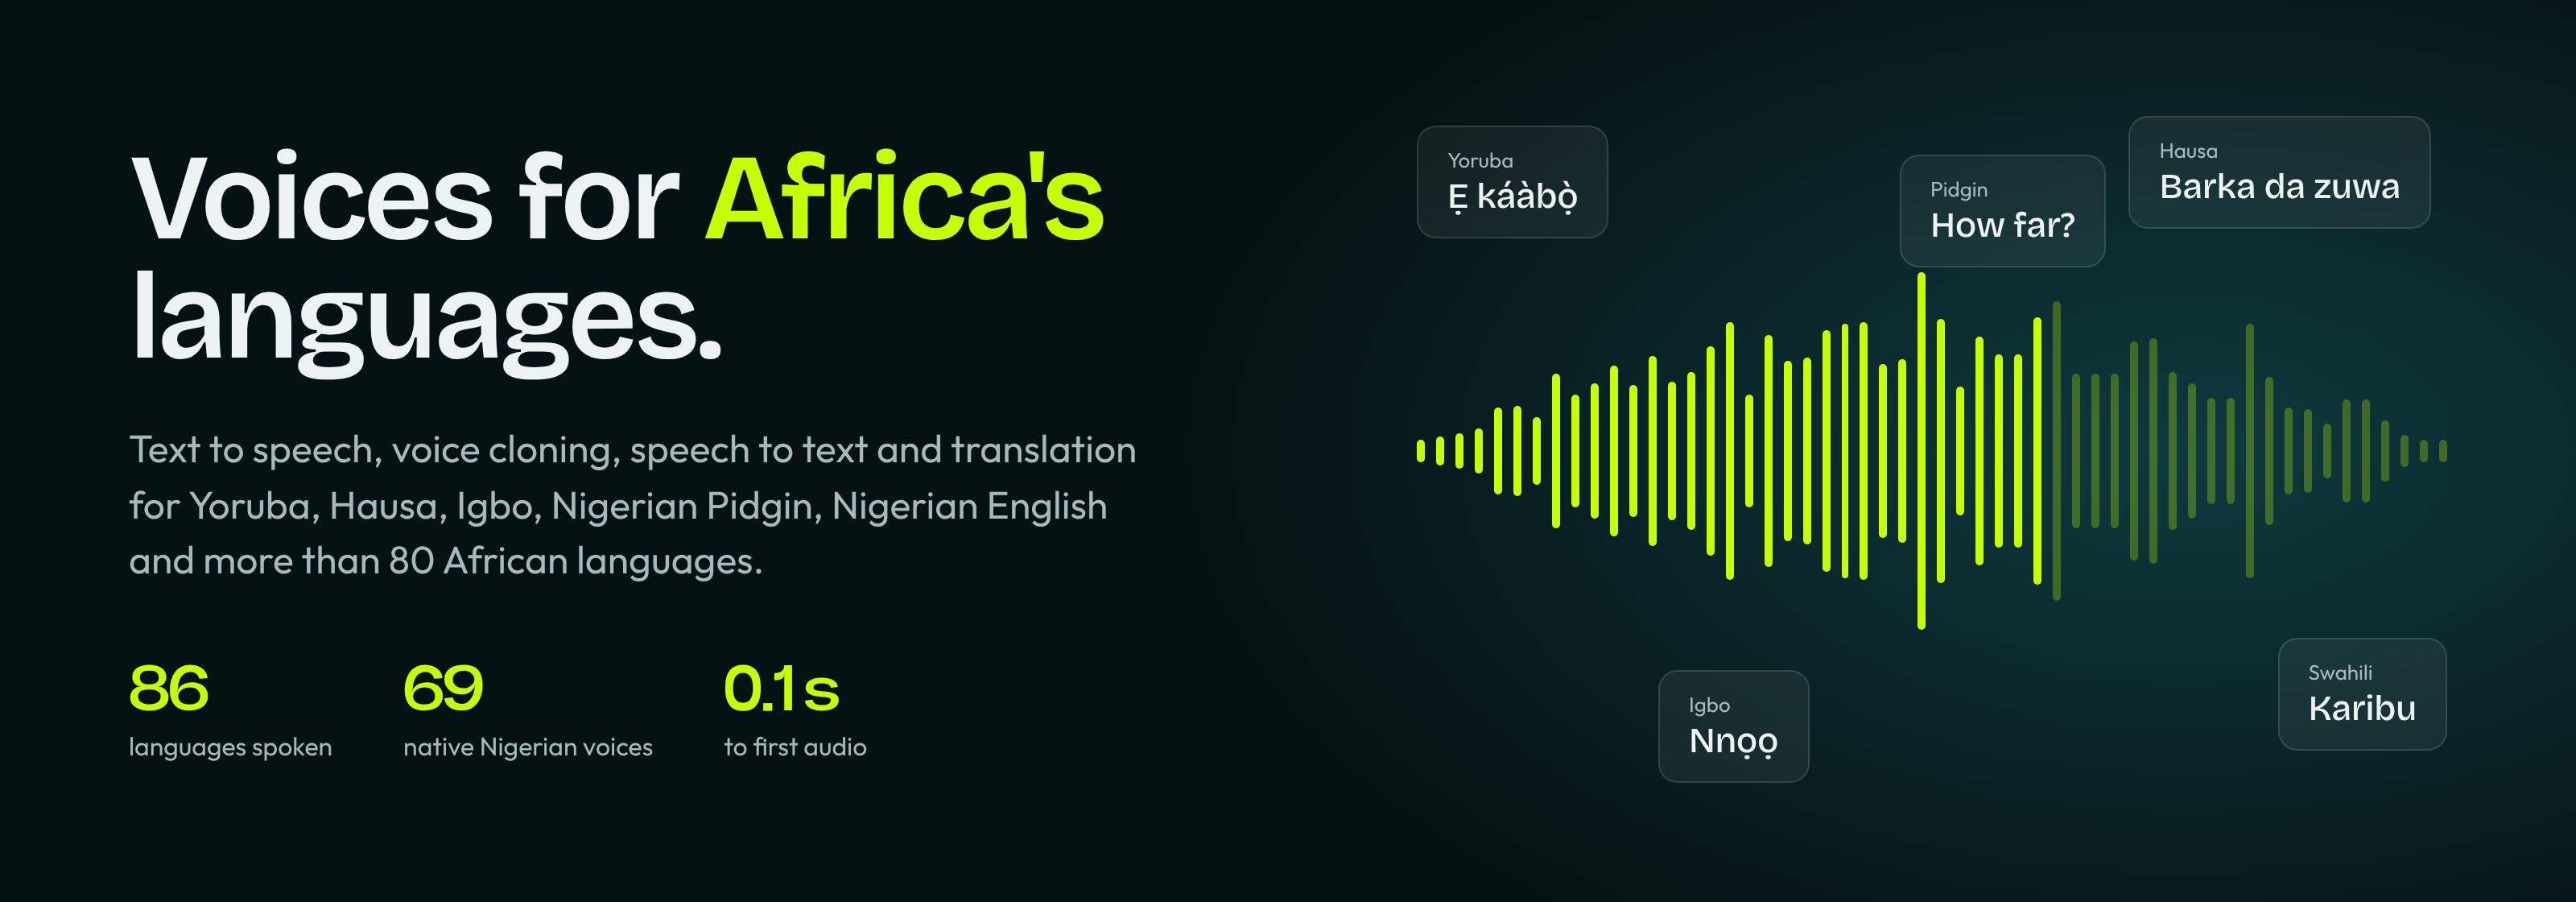 Voices for Africa's
languages.
Text to speech, voice cloning, speech to text and translation
for Yoruba, Hausa, Igbo, Nigerian Pidgin, Nigerian English
and more than 80 African languages.
86
languages spoken
69
native Nigerian voices
0.1s
to first audio
Yoruba
Ẹ káàbọ̀
Pidgin
How far?
Hausa
Barka da zuwa
Igbo
Nnọọ
Swahili
Karibu